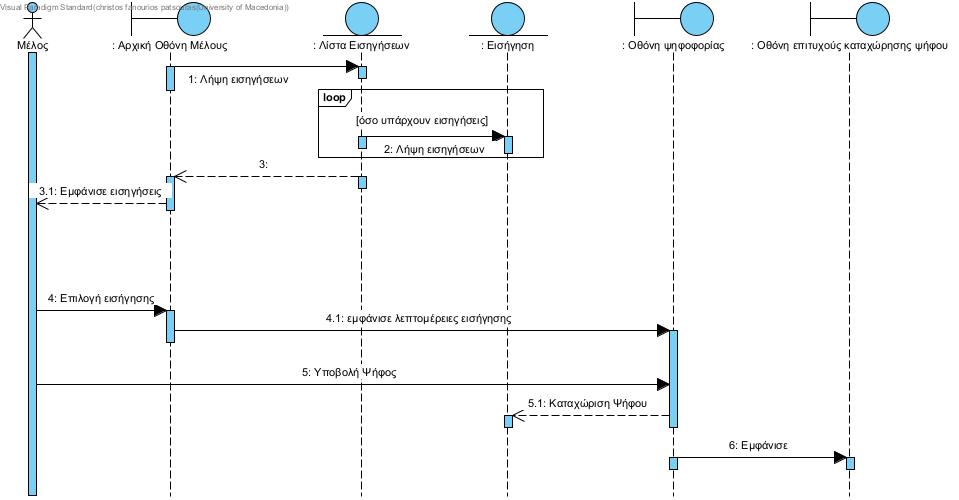 Visual Paradigm Standard(christos fanourios patsouras(University of Macedonia))
Μέλος
: Αρχική Οθόνη Μέλους
: Λίστα Εισηγήσεων
: Εισήγηση
: Οθόνη ψηφοφορίας
: Οθόνη επιτυχούς καταχώρησης ψήφου
1: Λήψη εισηγήσεων
loop
[όσο υπάρχουν εισηγήσεις]
2: Λήψη εισηγήσεων
3:
3.1: Εμφάνισε εισηγήσεις
4: Επιλογή εισήγησης
4.1: εμφάνισε λεπτομέρειες εισήγησης
5: Υποβολή Ψήφος
5.1: Καταχώριση Ψήφου
6: Εμφάνισε